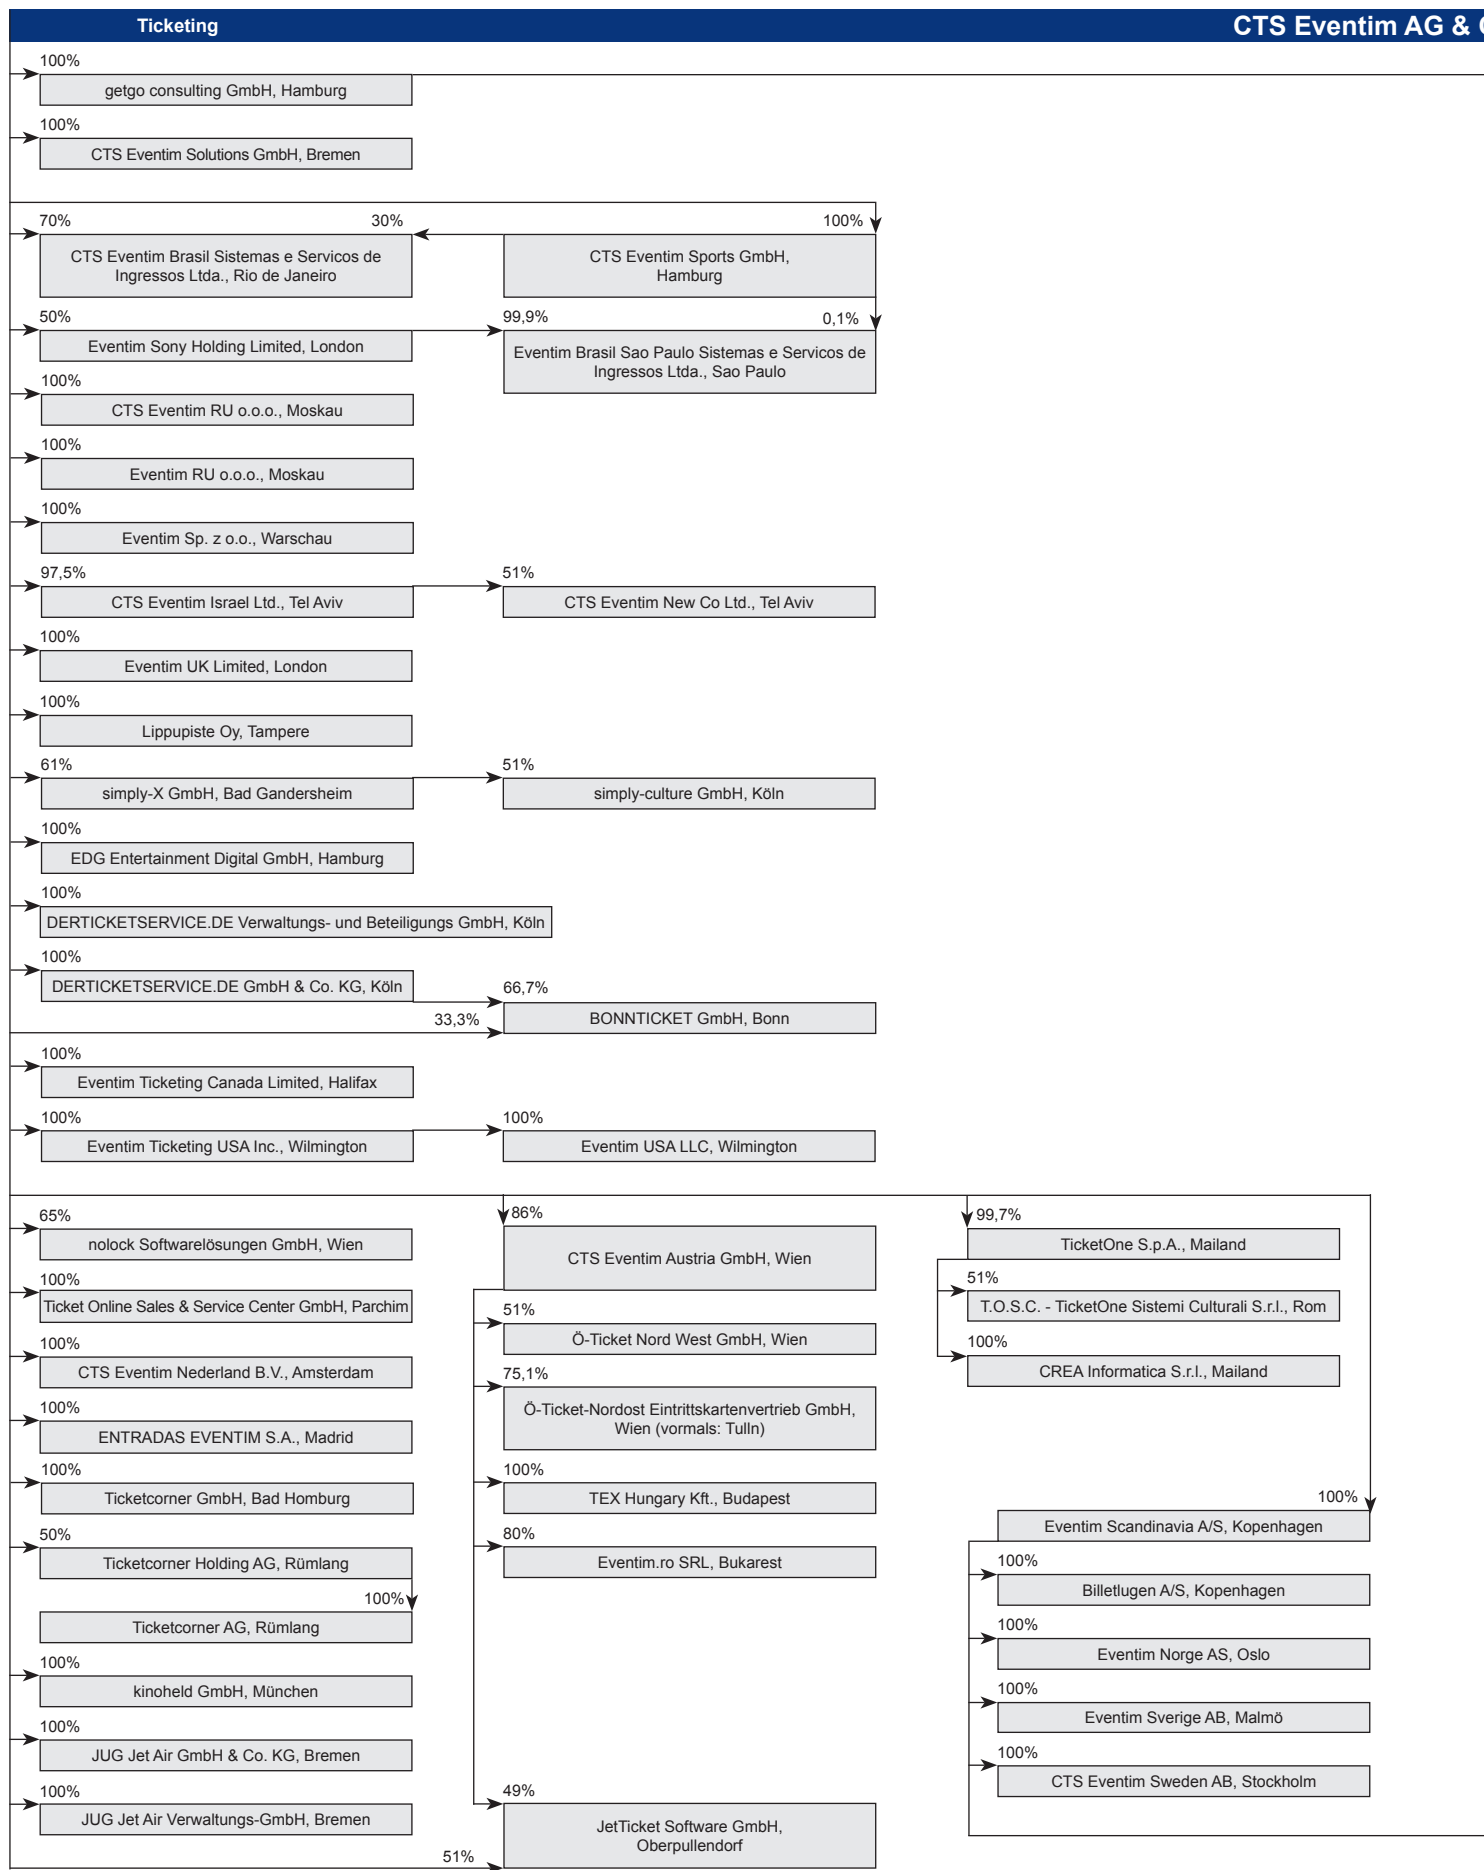 Ticketing
CTS Eventim AG &
100%
getgo consulting GmbH, Hamburg
100%
CTS Eventim Solutions GmbH, Bremen
70%
30%
100%
CTS Eventim Brasil Sistemas e Servicos de
Ingressos Ltda., Rio de Janeiro
CTS Eventim Sports GmbH,
Hamburg
50%
99,9%
0,1%
Eventim Sony Holding Limited, London
Eventim Brasil Sao Paulo Sistemas e Servicos de
Ingressos Ltda., Sao Paulo
100%
CTS Eventim RU o.o.o., Moskau
100%
Eventim RU o.o.o., Moskau
100%
Eventim Sp. z o.o., Warschau
97,5%
51%
CTS Eventim Israel Ltd., Tel Aviv
CTS Eventim New Co Ltd., Tel Aviv
100%
Eventim UK Limited, London
100%
Lippupiste Oy, Tampere
61%
51%
simply-X GmbH, Bad Gandersheim
simply-culture GmbH, Köln
100%
EDG Entertainment Digital GmbH, Hamburg
100%
DERTICKETSERVICE.DE Verwaltungs- und Beteiligungs GmbH, Köln
100%
DERTICKETSERVICE.DE GmbH & Co. KG, Köln
66,7%
33,3%
BONNTICKET GmbH, Bonn
100%
Eventim Ticketing Canada Limited, Halifax
100%
100%
Eventim Ticketing USA Inc., Wilmington
Eventim USA LLC, Wilmington
65%
nolock Softwarelösungen GmbH, Wien
100%
Ticket Online Sales & Service Center GmbH, Parchim
100%
CTS Eventim Nederland B.V., Amsterdam
100%
ENTRADAS EVENTIM S.A., Madrid
100%
Ticketcorner GmbH, Bad Homburg
50%
Ticketcorner Holding AG, Rümlang
100%
Ticketcorner AG, Rümlang
100%
kinoheld GmbH, München
100%
JUG Jet Air GmbH & Co. KG, Bremen
100%
JUG Jet Air Verwaltungs-GmbH, Bremen
86%
CTS Eventim Austria GmbH, Wien
51%
Ö-Ticket Nord West GmbH, Wien
75,1%
Ö-Ticket-Nordost Eintrittskartenvertrieb GmbH,
Wien (vormals: Tulln)
100%
TEX Hungary Kft., Budapest
80%
Eventim.ro SRL, Bukarest
49%
JetTicket Software GmbH,
Oberpullendorf
51%
99,7%
TicketOne S.p.A., Mailand
51%
T.O.S.C. - TicketOne Sistemi Culturali S.r.l., Rom
100%
CREA Informatica S.r.l., Mailand
100%
Eventim Scandinavia A/S, Kopenhagen
100%
Billetlugen A/S, Kopenhagen
100%
Eventim Norge AS, Oslo
100%
Eventim Sverige AB, Malmö
100%
CTS Eventim Sweden AB, Stockholm